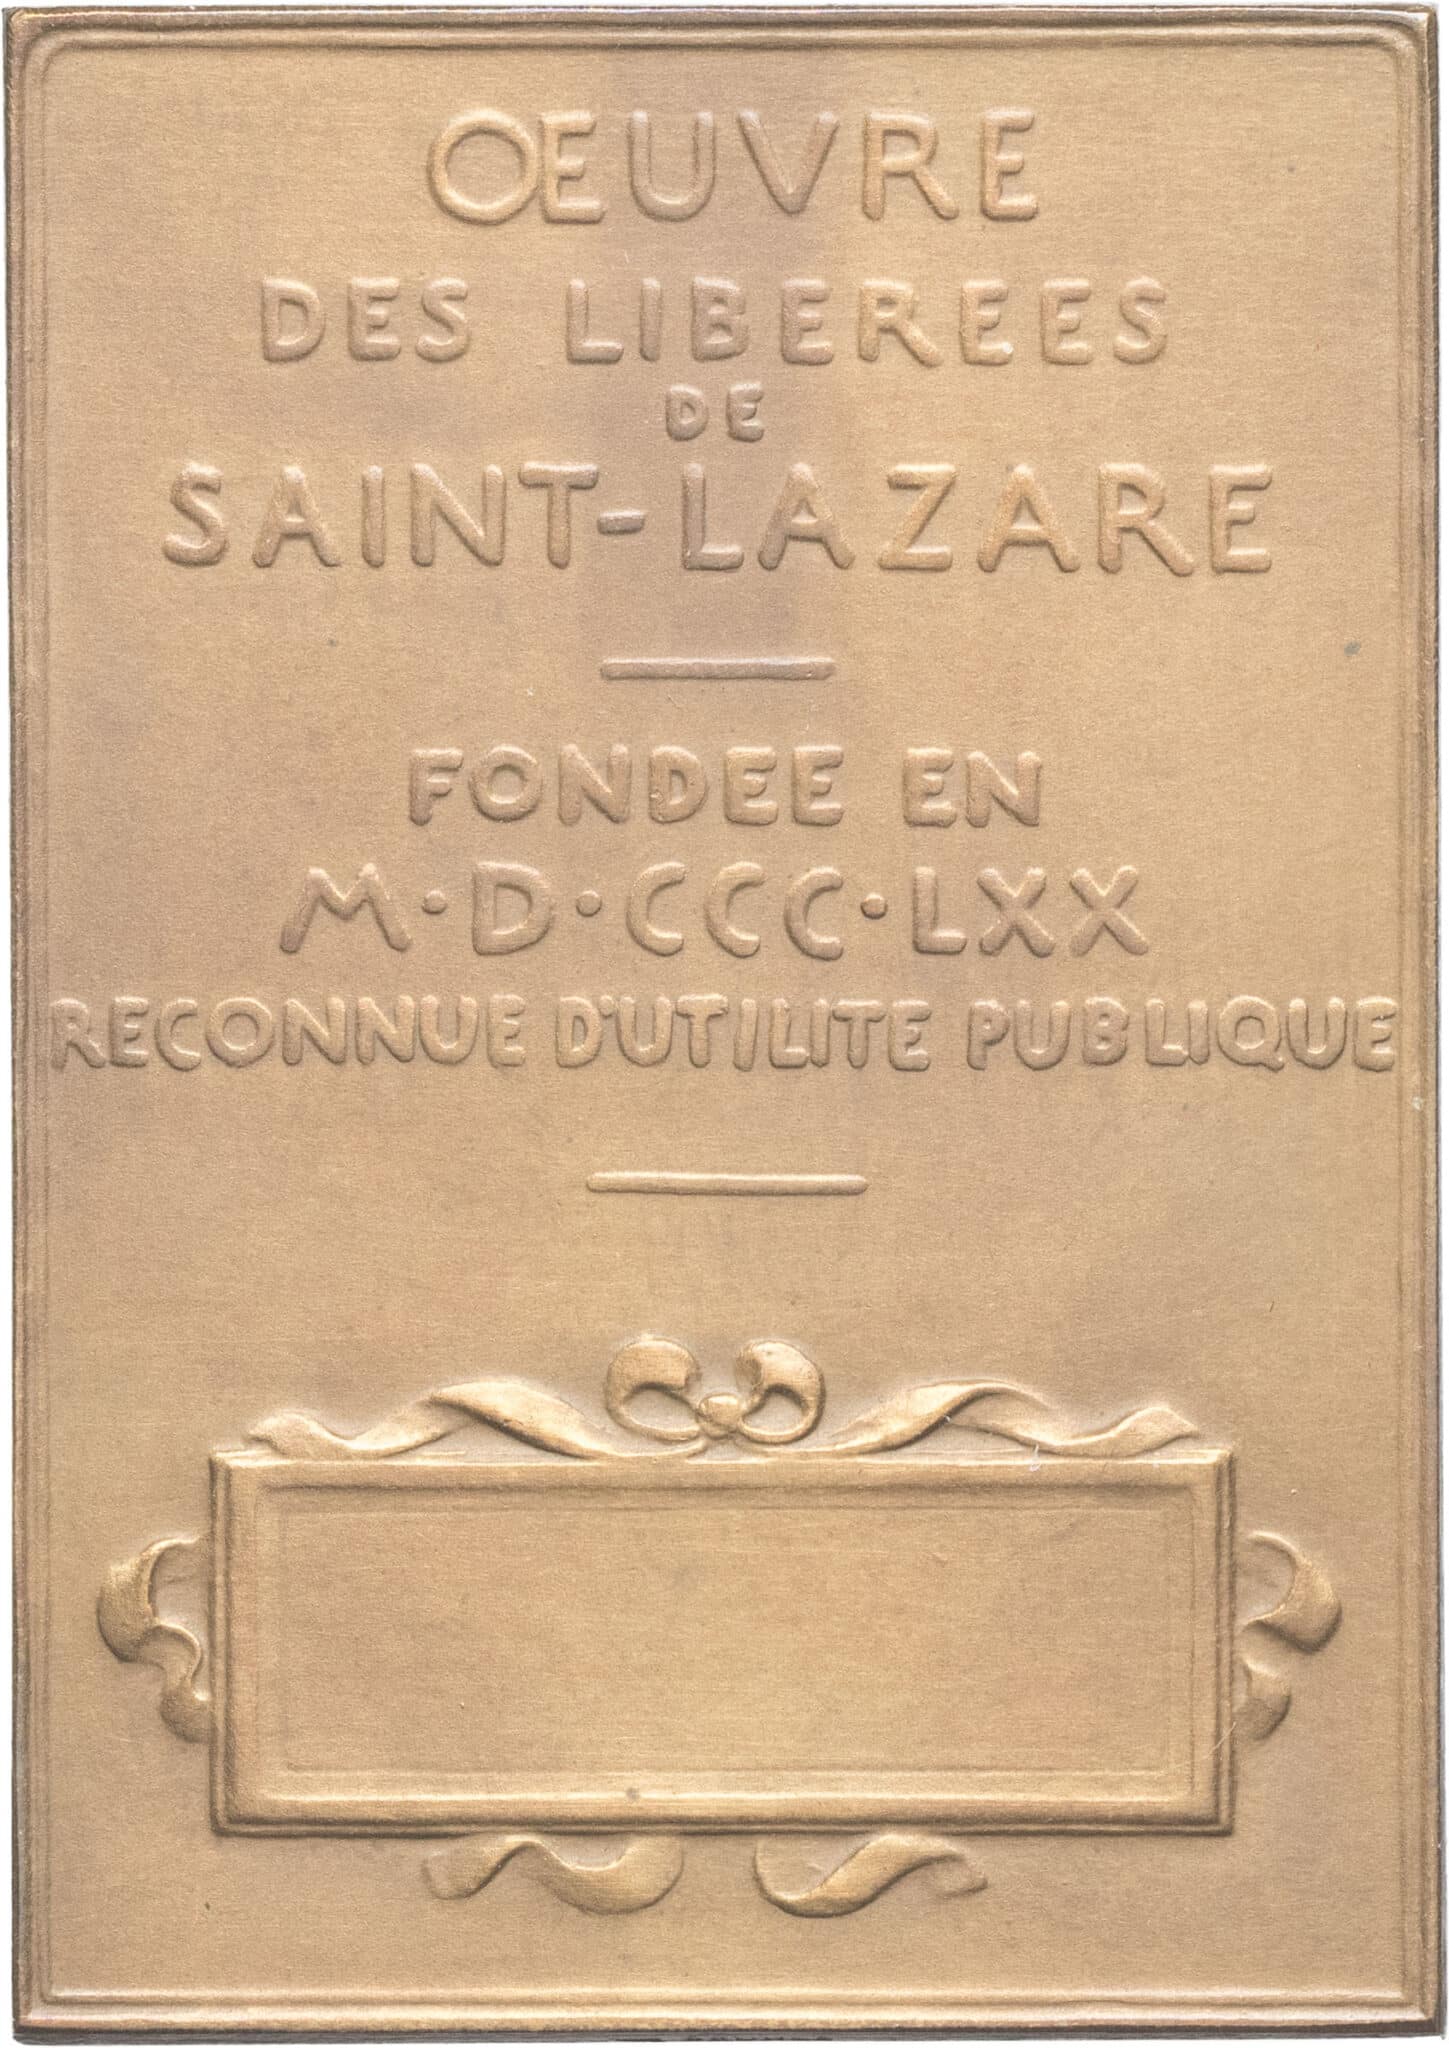 ŒUVRE
DES LIBEREES
DE
SAINT-LAZARE
FONDEE EN
M·D·CCC·LXX
RECONNUE D'UTILITE PUBLIQUE